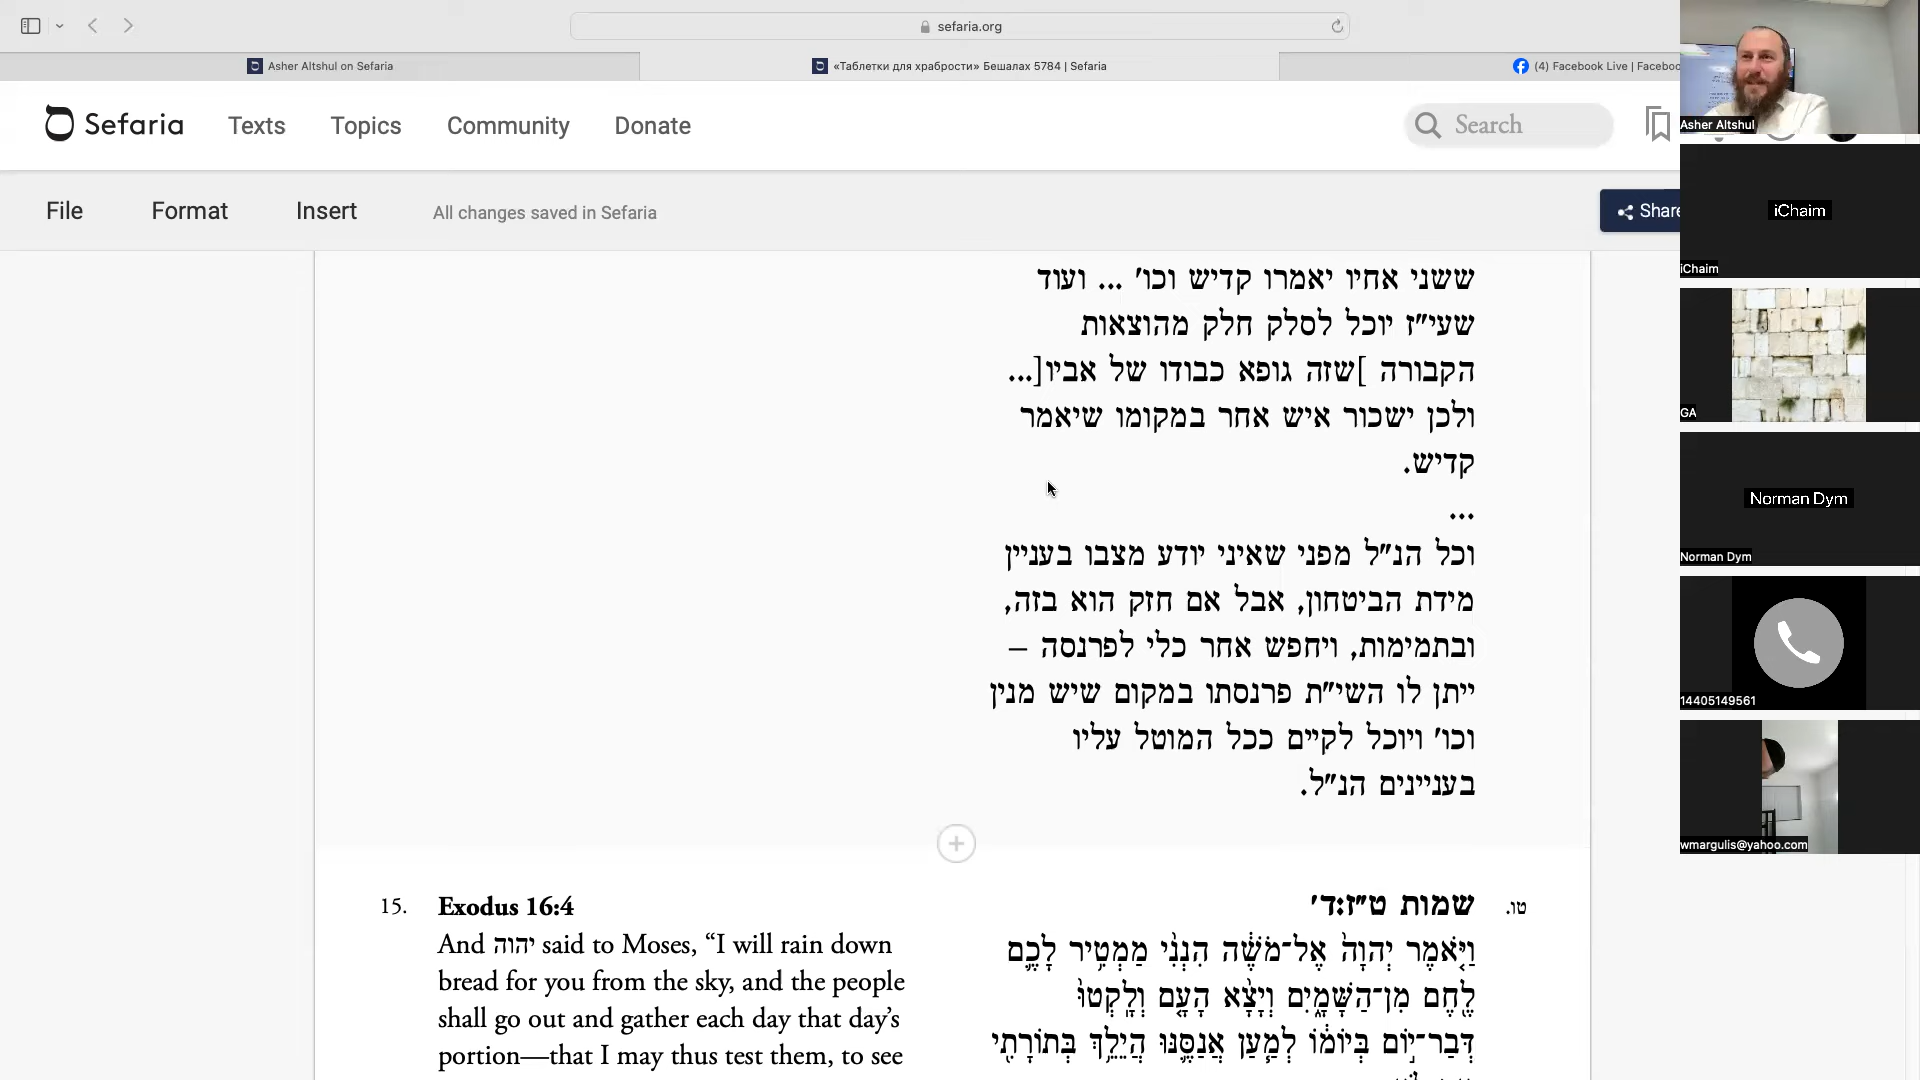 sefaria.org
Asher Altshul on Sefaria
«Таблетки для храбрости» Бешалах 5784 | Sefaria
(4) Facebook Live | Faceboo
Sefaria
Texts
Topics
Community
Donate
Search
File
Format
Insert
All changes saved in Sefaria
Share
ששני אחיו יאמרו קדיש וכו' ... ועוד
שעי״ז יוכל לסלק חלק מהוצאות
הקבורה ]שזה גופא כבודו של אביו[...
ולכן ישכור איש אחר במקומו שיאמר
קדיש.
...
וכל הנ״ל מפני שאיני יודע מצבו בעניין
מידת הביטחון, אבל אם חזק הוא בזה,
ובתמימות, ויחפש אחר כלי לפרנסה –
ייתן לו השי״ת פרנסתו במקום שיש מנין
וכו' ויוכל לקיים ככל המוטל עליו
בעניינים הנ״ל.
15.
Exodus 16:4
And יהוה said to Moses, “I will rain down
bread for you from the sky, and the people
shall go out and gather each day that day’s
portion—that I may thus test them, to see
שמות ט״ז:ד׳
טו.
וַיֹּ֤אמֶר יְהוָה֙ אֶל־מֹשֶׁ֔ה הִנְנִ֨י מַמְטִ֥יר לָכֶ֛ם
לֶ֖חֶם מִן־הַשָּׁמָ֑יִם וְיָצָ֨א הָעָ֤ם וְלָֽקְטוּ֙
דְּבַר־י֣וֹם בְּיוֹמ֔וֹ לְמַ֧עַן אֲנַסֶּ֛נּוּ הֲיֵלֵ֥ךְ בְּתוֹרָתִ֖י
Asher Altshul
iChaim
iChaim
GA
Norman Dym
Norman Dym
14405149561
wmargulis@yahoo.com